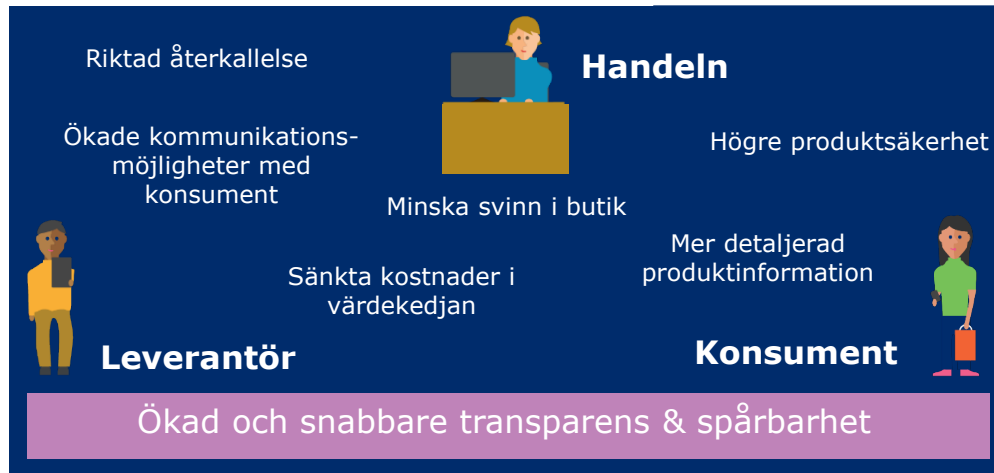 Riktad återkallelse
Handeln
Ökade kommunikations-
möjligheter med
konsument
Högre produktsäkerhet
Minska svinn i butik
Mer detaljerad
produktinformation
Sänkta kostnader i
värdekedjan
Leverantör
Konsument
Ökad och snabbare transparens & spårbarhet